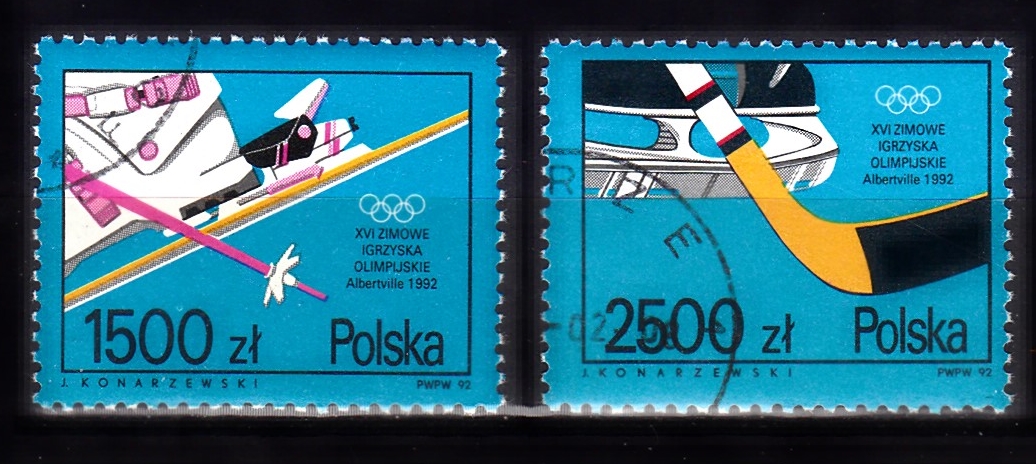 XVI ZIMOWE
IGRZYSKA
OLIMPIJSKIE
Albertville 1992
1500 zł Polska
J. KONARZEWSKI PWPW 92
XVI ZIMOWE
IGRZYSKA
OLIMPIJSKIE
Albertville 1992
2500 zł Polska
J. KONARZEWSKI PWPW 92